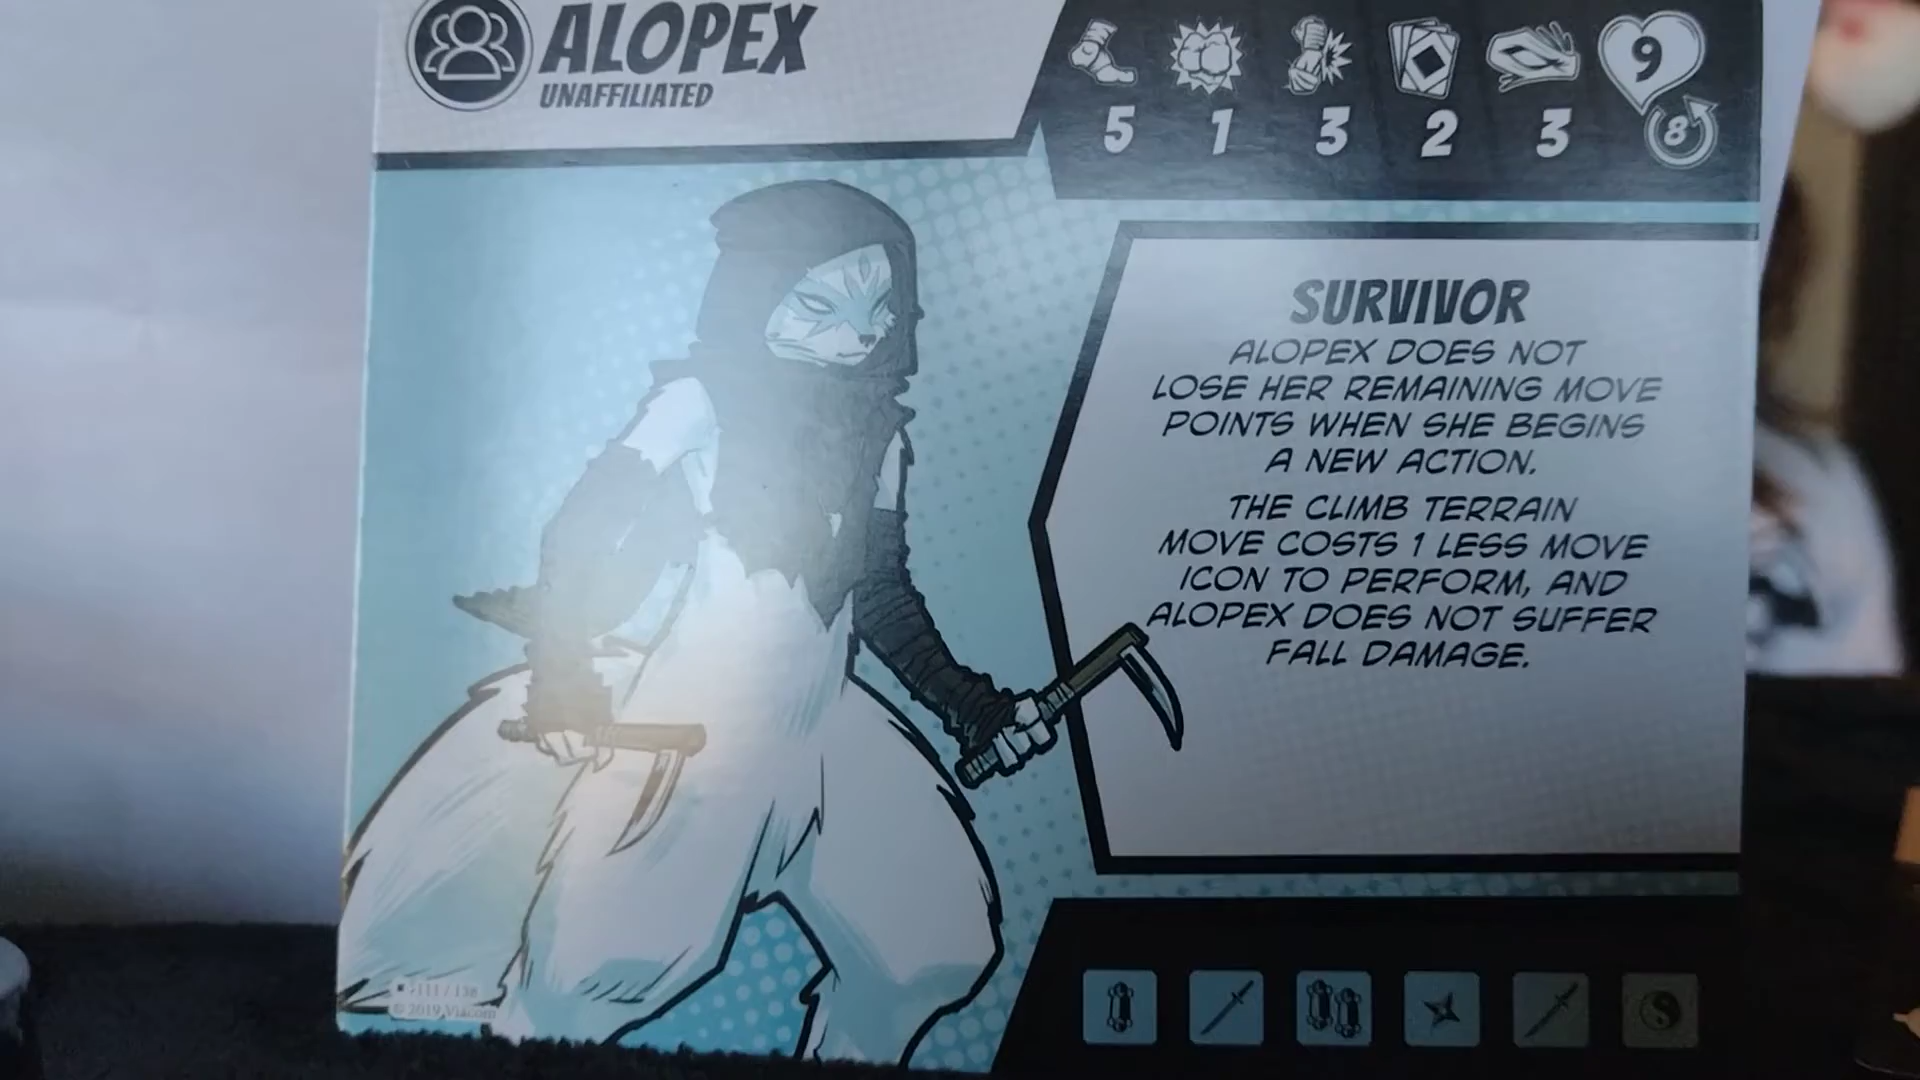 ALOPEX
UNAFFILIATED
9
5 1 3 2 3 8
SURVIVOR
ALOPEX DOES NOT
LOSE HER REMAINING MOVE
POINTS WHEN SHE BEGINS
A NEW ACTION.
THE CLIMB TERRAIN
MOVE COSTS 1 LESS MOVE
ICON TO PERFORM, AND
ALOPEX DOES NOT SUFFER
FALL DAMAGE.
111 / 138
© 2019 Viacom